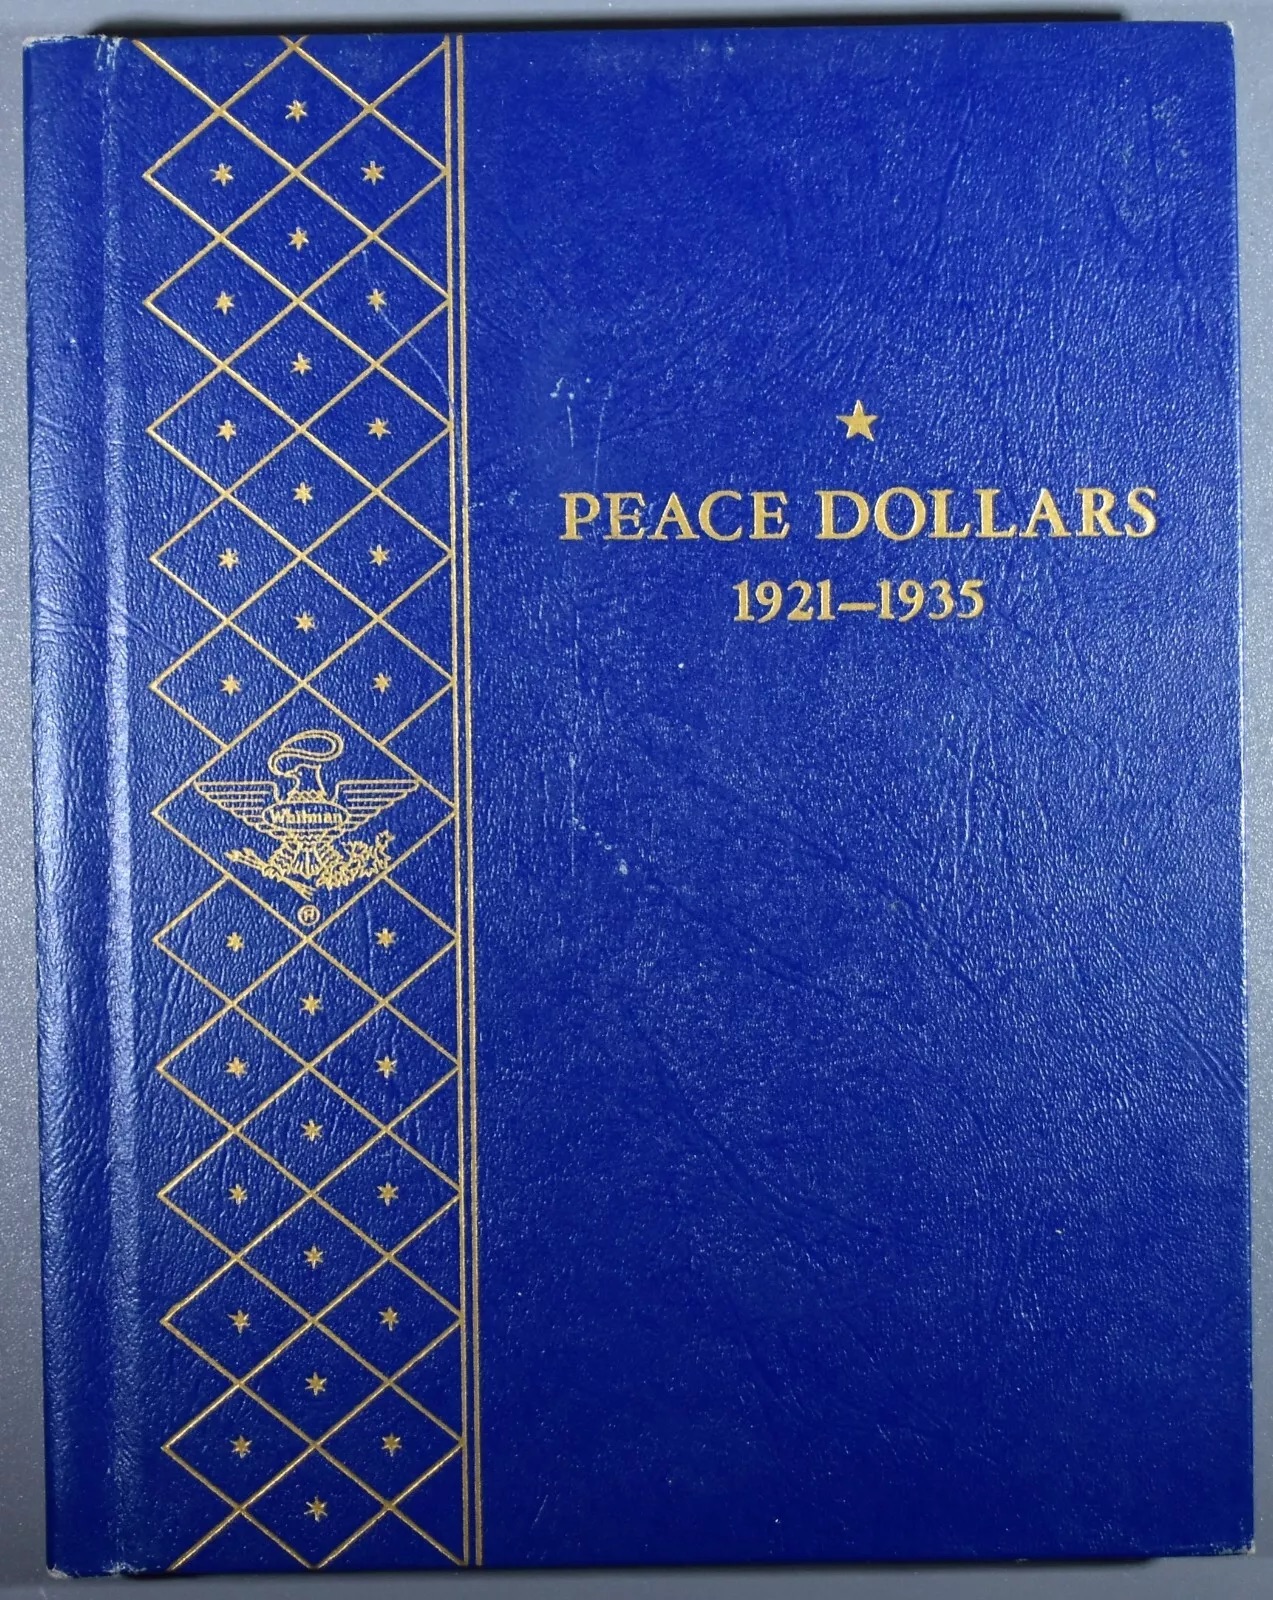 PEACE DOLLARS
1921–1935
Whitman
®